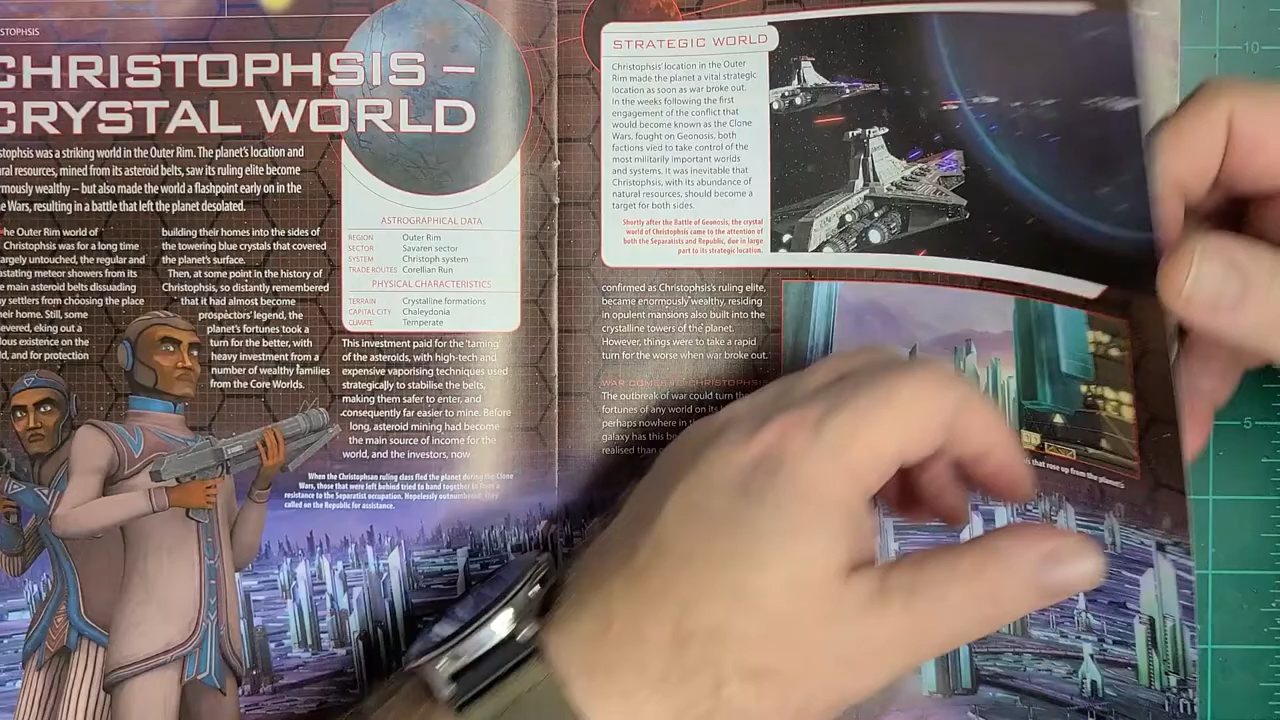 STOPHSIS
CHRISTOPHSIS –
CRYSTAL WORLD
stophsis was a striking world in the Outer Rim. The planet's location and
ral resources, mined from its asteroid belts, saw its ruling elite become
rmously wealthy – but also made the world a flashpoint early on in the
e Wars, resulting in a battle that left the planet desolated.
he Outer Rim world of
Christophsis was for a long time
argely untouched, the regular and
astating meteor showers from its
e main asteroid belts dissuading
y settlers from choosing the place
heir home. Still, some
evered, eking out a
lous existence on the
ld, and for protection
building their homes into the sides of
the towering blue crystals that covered
the planet's surface.
Then, at some point in the history of
Christophsis, so distantly remembered
that it had almost become
prospectors' legend, the
planet's fortunes took a
turn for the better, with
heavy investment from a
number of wealthy families
from the Core Worlds.
ASTROGRAPHICAL DATA
REGION Outer Rim
SECTOR Savaren sector
SYSTEM Christoph system
TRADE ROUTES Corellian Run
PHYSICAL CHARACTERISTICS
TERRAIN Crystalline formations
CAPITAL CITY Chaleydonia
CLIMATE Temperate
This investment paid for the 'taming'
of the asteroids, with high-tech and
expensive vaporising techniques used
strategically to stabilise the belts,
making them safer to enter, and
consequently far easier to mine. Before
long, asteroid mining had become
the main source of income for the
world, and the investors, now
When the Christophsan ruling class fled the planet during the Clone
Wars, those that were left behind tried to band together to form a
resistance to the Separatist occupation. Hopelessly outnumbered, they
called on the Republic for assistance.
STRATEGIC WORLD
Christophsis' location in the Outer
Rim made the planet a vital strategic
location as soon as war broke out.
In the weeks following the first
engagement of the conflict that
would become known as the Clone
Wars, fought on Geonosis, both
factions vied to take control of the
most militarily important worlds
and systems. It was inevitable that
Christophsis, with its abundance of
natural resources, should become a
target for both sides.
Shortly after the Battle of Geonosis, the crystal
world of Christophsis came to the attention of
both the Separatists and Republic, due in large
part to its strategic location.
confirmed as Christophsis's ruling elite,
became enormously wealthy, residing
in opulent mansions also built into the
crystalline towers of the planet.
However, things were to take a rapid
turn for the worse when war broke out.
WAR COMES TO CHRISTOPHSIS
The outbreak of war could turn the
fortunes of any world on its
perhaps nowhere in t
galaxy has this be
realised than
that rose up from the planet's
10
5